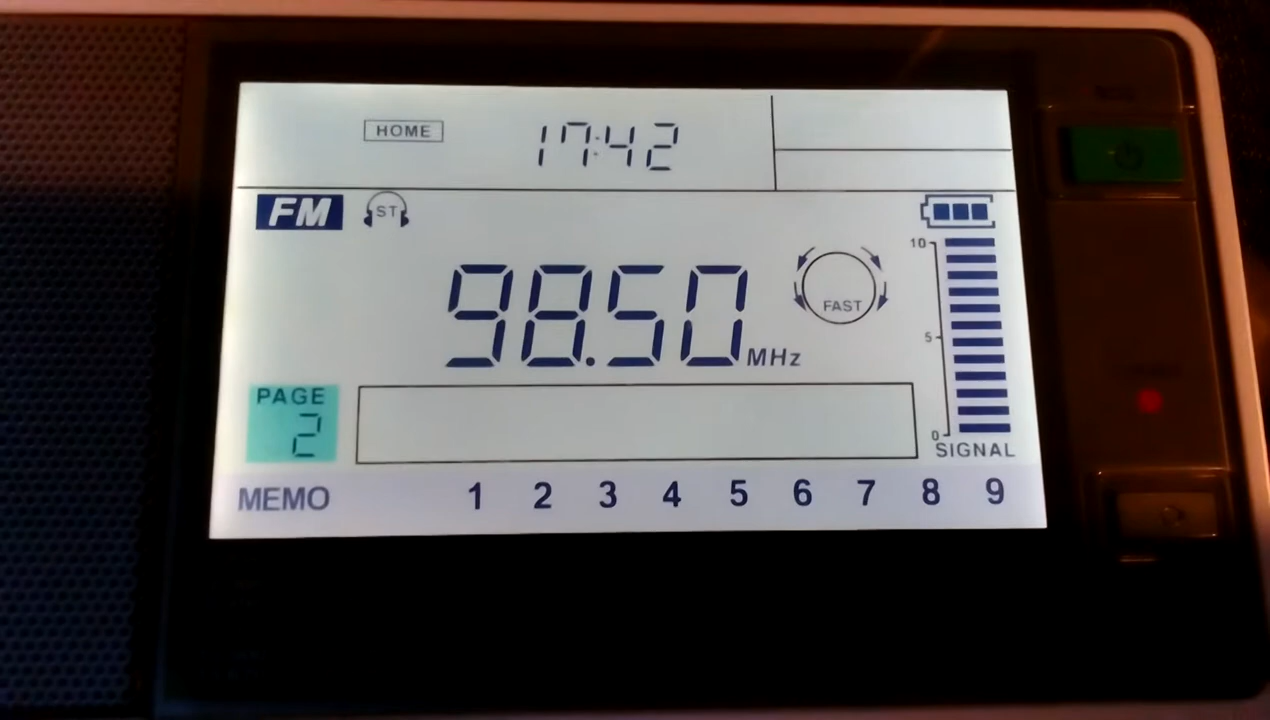 HOME 17:42
FM ST
98.50 MHz
FAST
10
5
0
SIGNAL
PAGE
2
MEMO 1 2 3 4 5 6 7 8 9